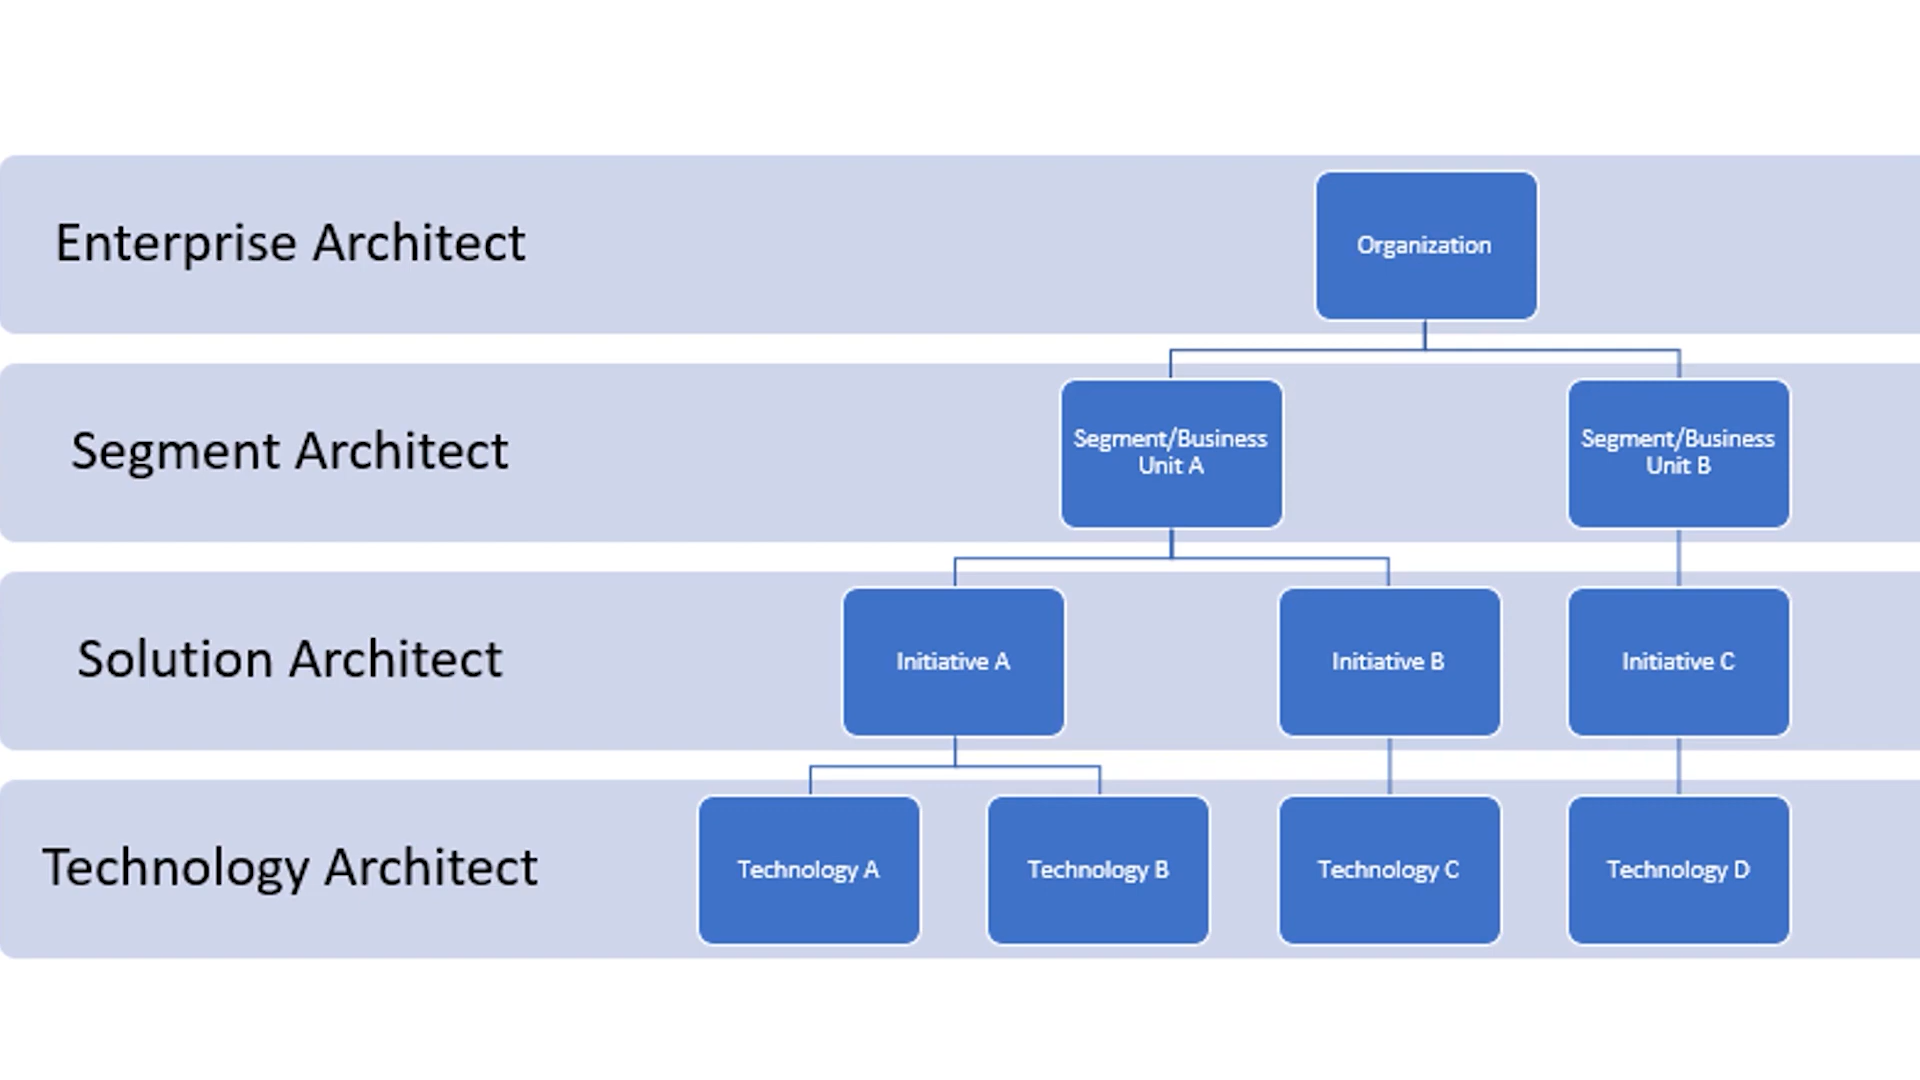 Enterprise Architect
Organization
Segment Architect
Segment/Business
Unit A
Segment/Business
Unit B
Solution Architect
Initiative A
Initiative B
Initiative C
Technology Architect
Technology A
Technology B
Technology C
Technology D